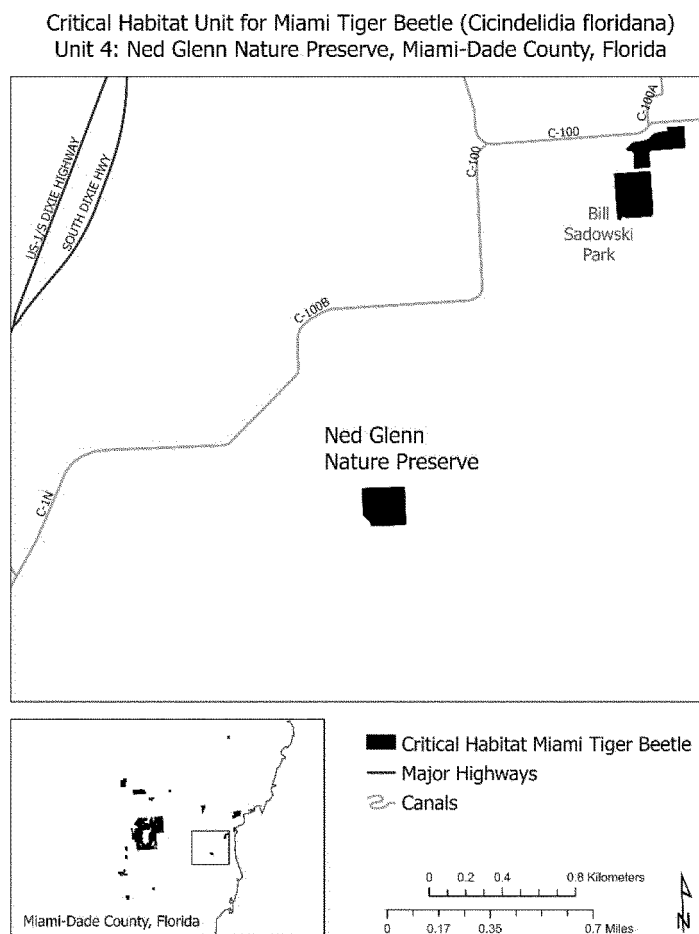 Critical Habitat Unit for Miami Tiger Beetle (Cicindelidia floridana)
Unit 4: Ned Glenn Nature Preserve, Miami-Dade County, Florida
US-1/S DIXIE HIGHWAY
SOUTH DIXIE HWY
C-100A
C-100
C-100
Bill
Sadowski
Park
C-100B
Ned Glenn
Nature Preserve
C-1N
Critical Habitat Miami Tiger Beetle
Major Highways
Canals
0 0.2 0.4 0.8 Kilometers
0 0.17 0.35 0.7 Miles
N
Miami-Dade County, Florida